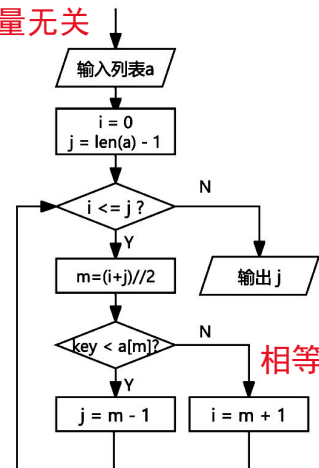 量无关
输入列表a
i = 0
j = len(a) - 1
i <= j ?
N
Y
m=(i+j)//2
输出 j
key < a[m]?
N
相等
Y
j = m - 1
i = m + 1